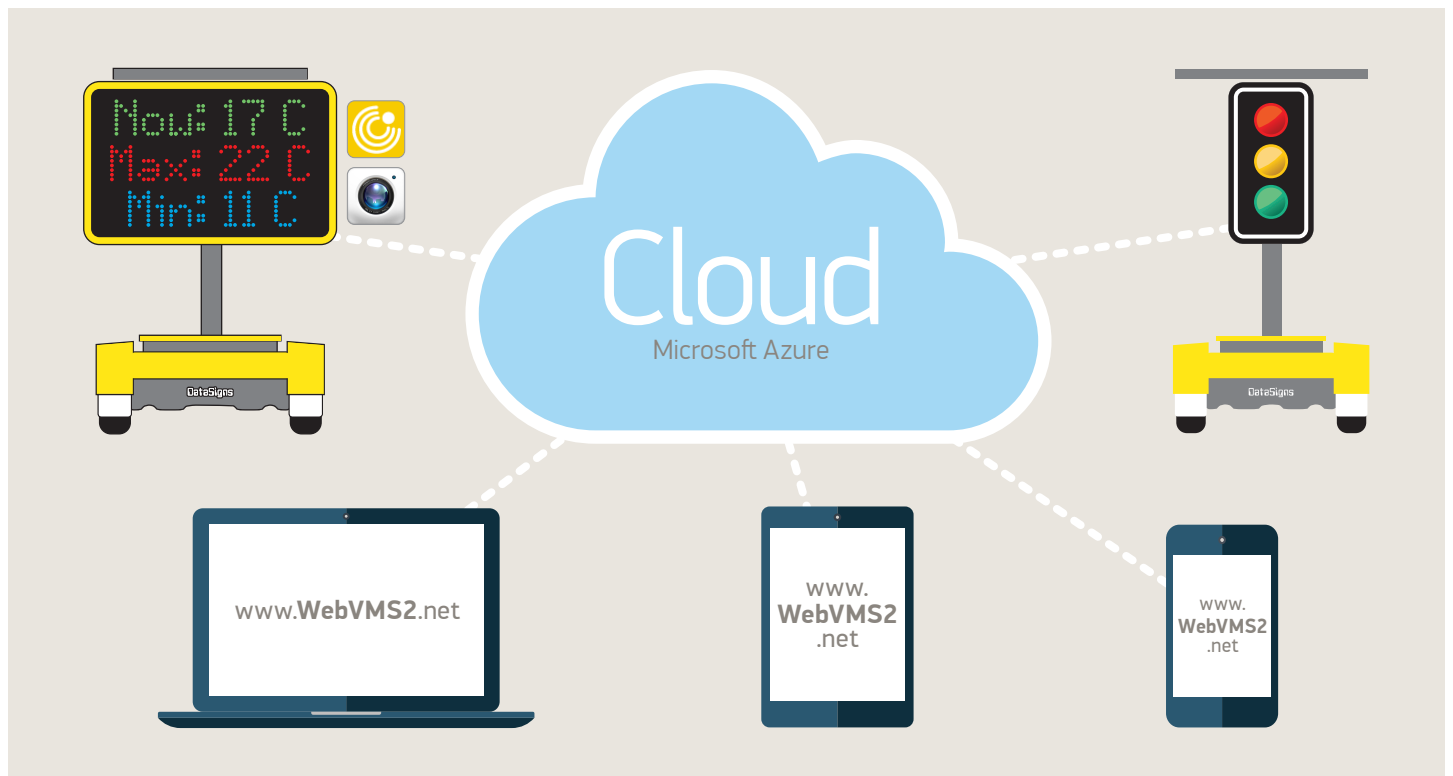 Now: 17 C
Max: 22 C
Min: 11 C
DataSigns
Cloud
Microsoft Azure
DataSigns
www.WebVMS2.net
www.
WebVMS2
.net
www.
WebVMS2
.net